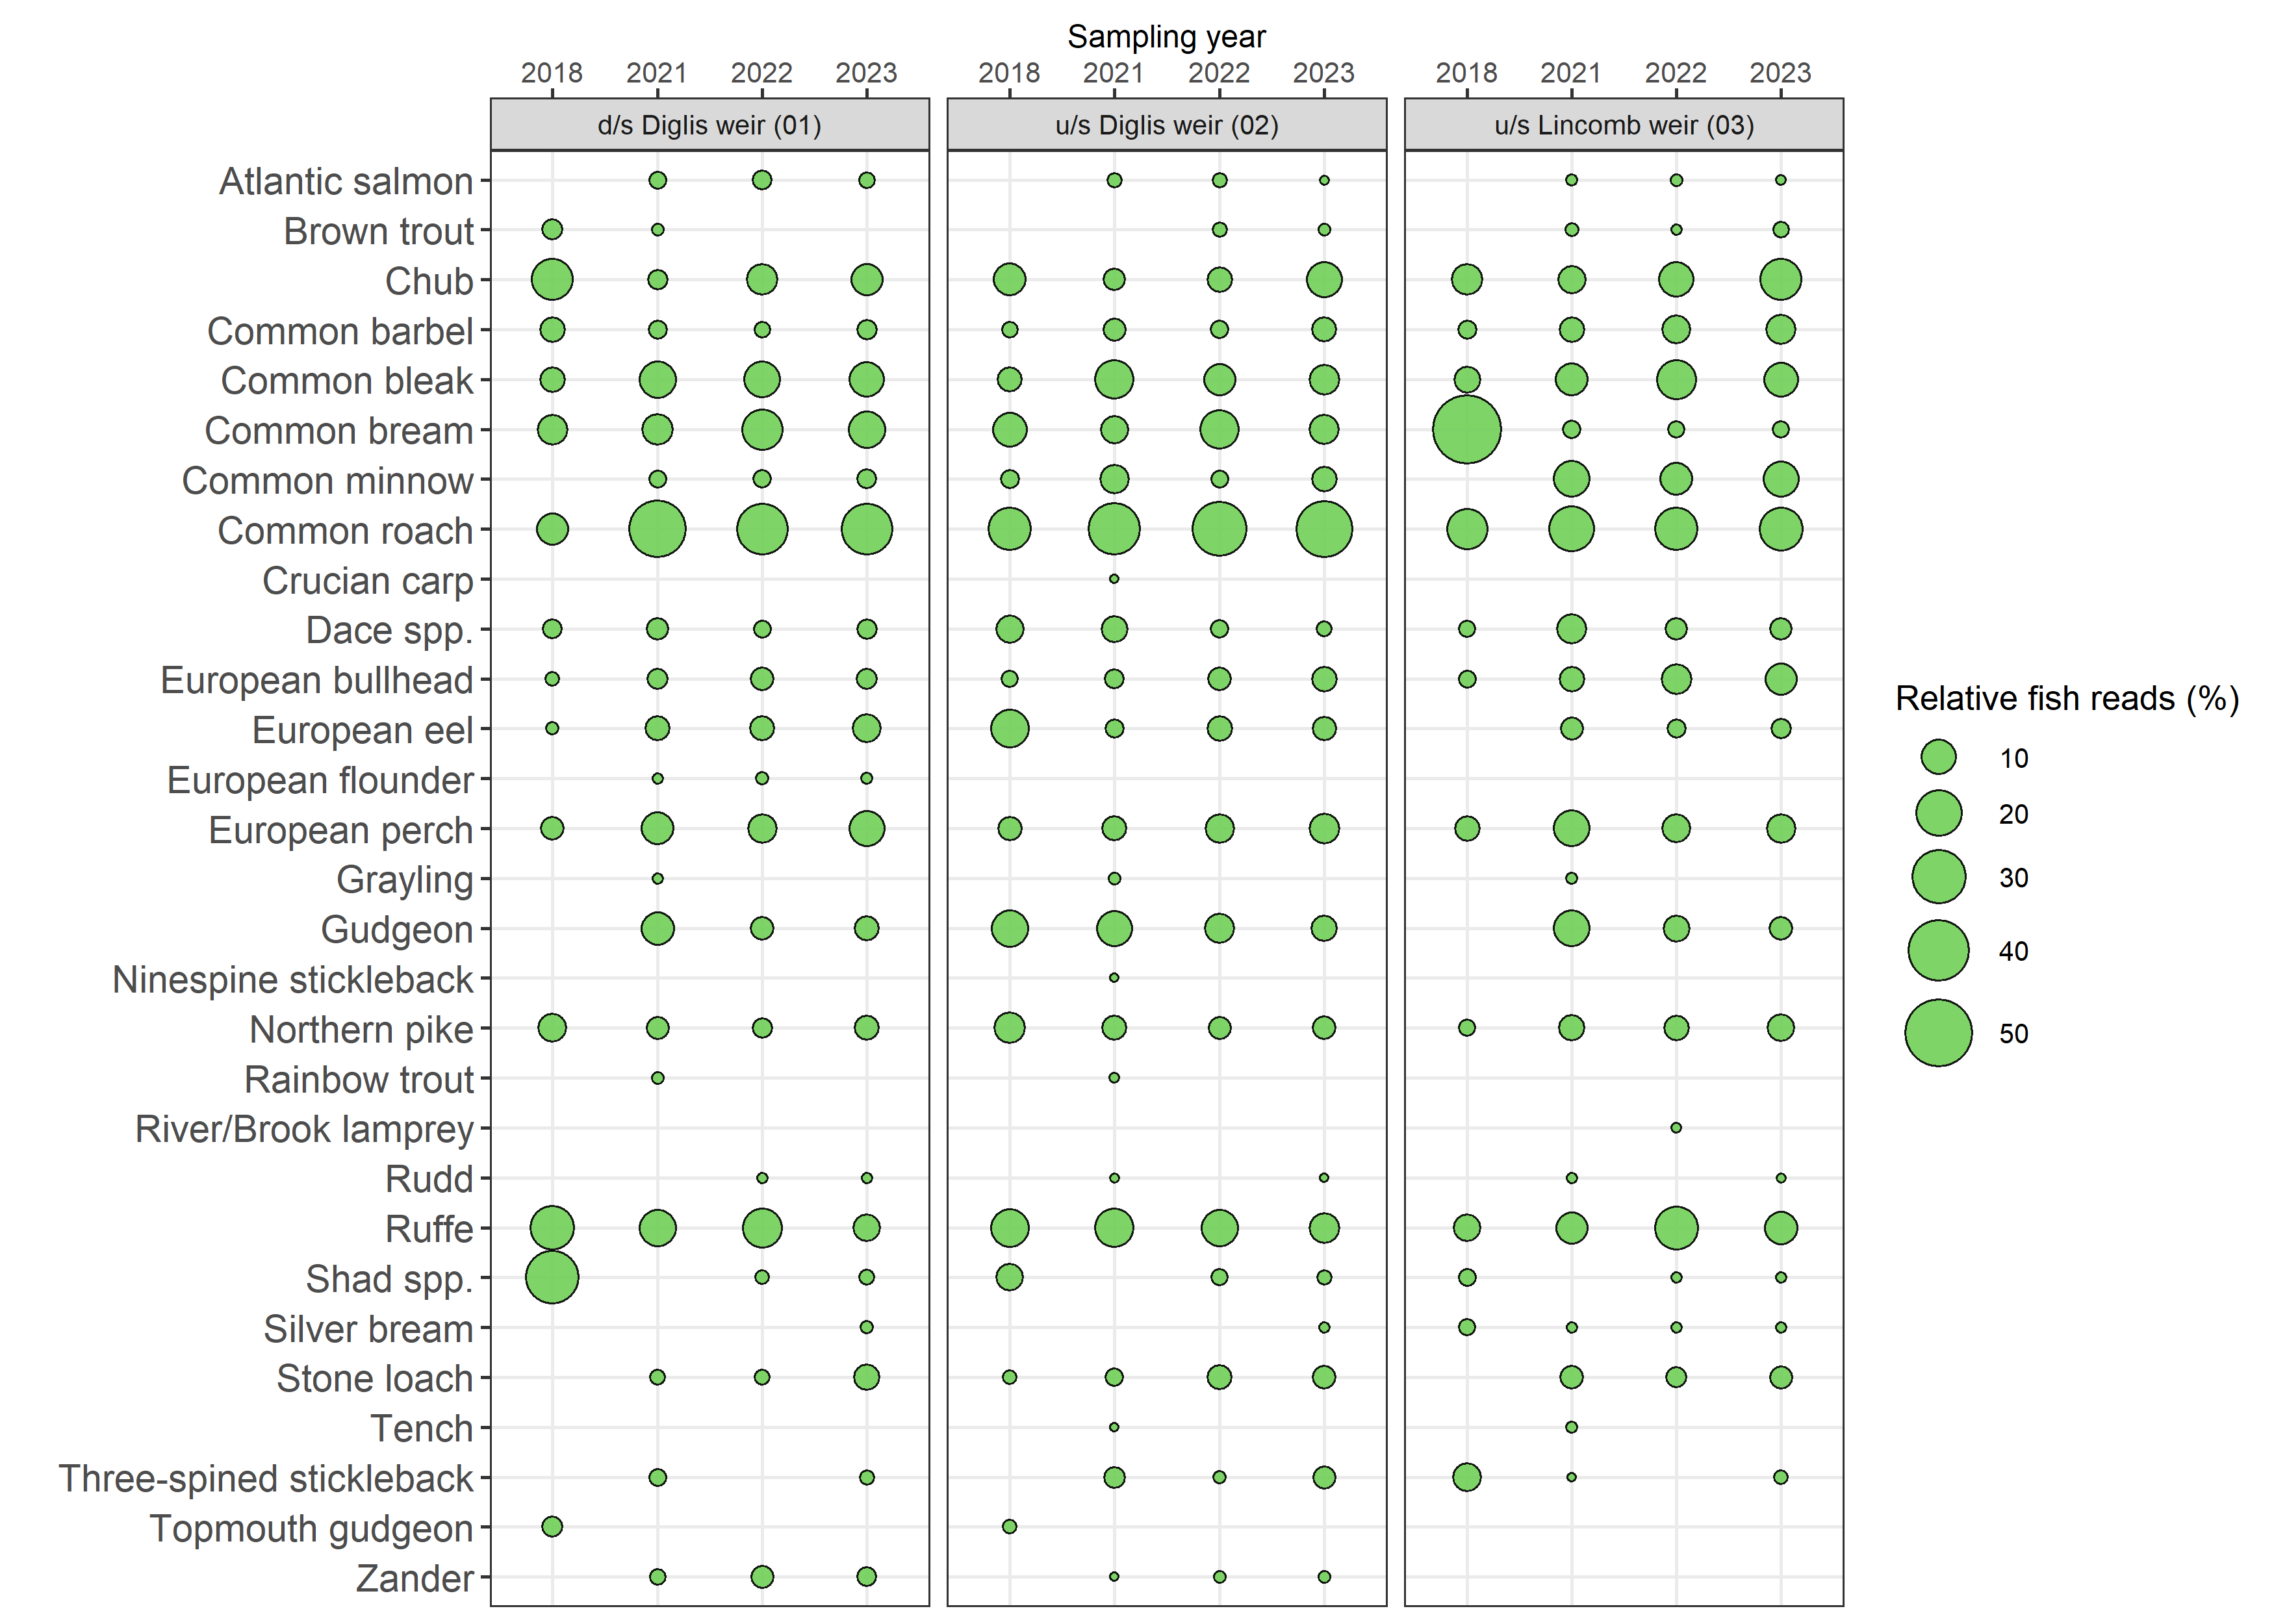 Sampling year
2018 2021 2022 2023 2018 2021 2022 2023 2018 2021 2022 2023
d/s Diglis weir (01) u/s Diglis weir (02) u/s Lincomb weir (03)
Atlantic salmon
Brown trout
Chub
Common barbel
Common bleak
Common bream
Common minnow
Common roach
Crucian carp
Dace spp.
European bullhead
European eel
European flounder
European perch
Grayling
Gudgeon
Ninespine stickleback
Northern pike
Rainbow trout
River/Brook lamprey
Rudd
Ruffe
Shad spp.
Silver bream
Stone loach
Tench
Three-spined stickleback
Topmouth gudgeon
Zander
Relative fish reads (%)
10
20
30
40
50